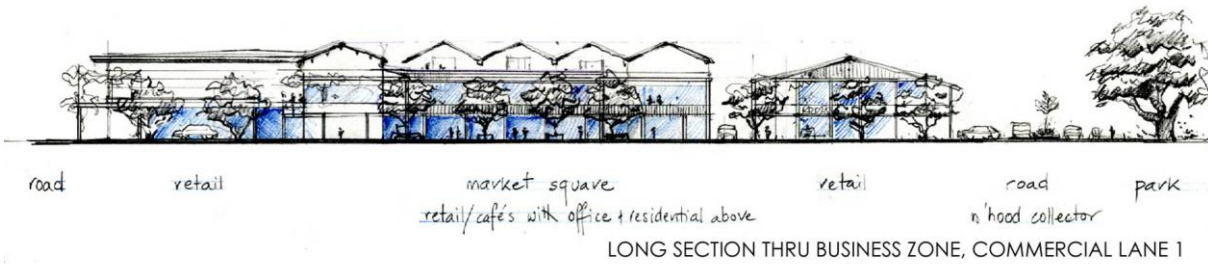 road retail market square retail road park
retail/cafés with office + residential above n'hood collector
LONG SECTION THRU BUSINESS ZONE, COMMERCIAL LANE 1